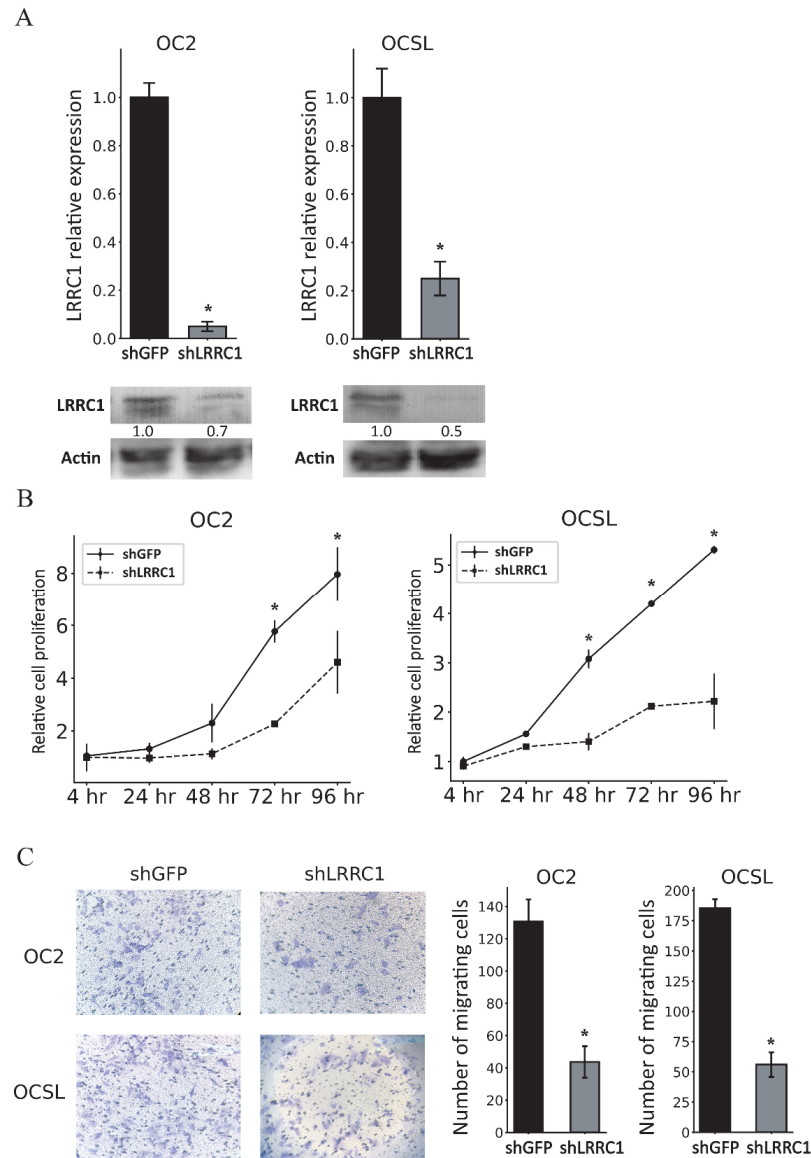 A
OC2
OCSL
LRRC1 relative expression
1.0
0.8
0.6
0.4
0.2
0.0
*
shGFP shLRRC1
LRRC1 relative expression
1.0
0.8
0.6
0.4
0.2
0.0
*
shGFP shLRRC1
LRRC1
1.0 0.7
Actin
LRRC1
1.0 0.5
Actin
B
OC2
Relative cell proliferation
8
6
4
2
shGFP
shLRRC1
*
*
4 hr 24 hr 48 hr 72 hr 96 hr
OCSL
Relative cell proliferation
5
4
3
2
1
shGFP
shLRRC1
*
*
*
4 hr 24 hr 48 hr 72 hr 96 hr
C
shGFP shLRRC1
OC2
OCSL
OC2
Number of migrating cells
140
120
100
80
60
40
20
0
*
shGFP shLRRC1
OCSL
Number of migrating cells
200
175
150
125
100
75
50
25
0
*
shGFP shLRRC1